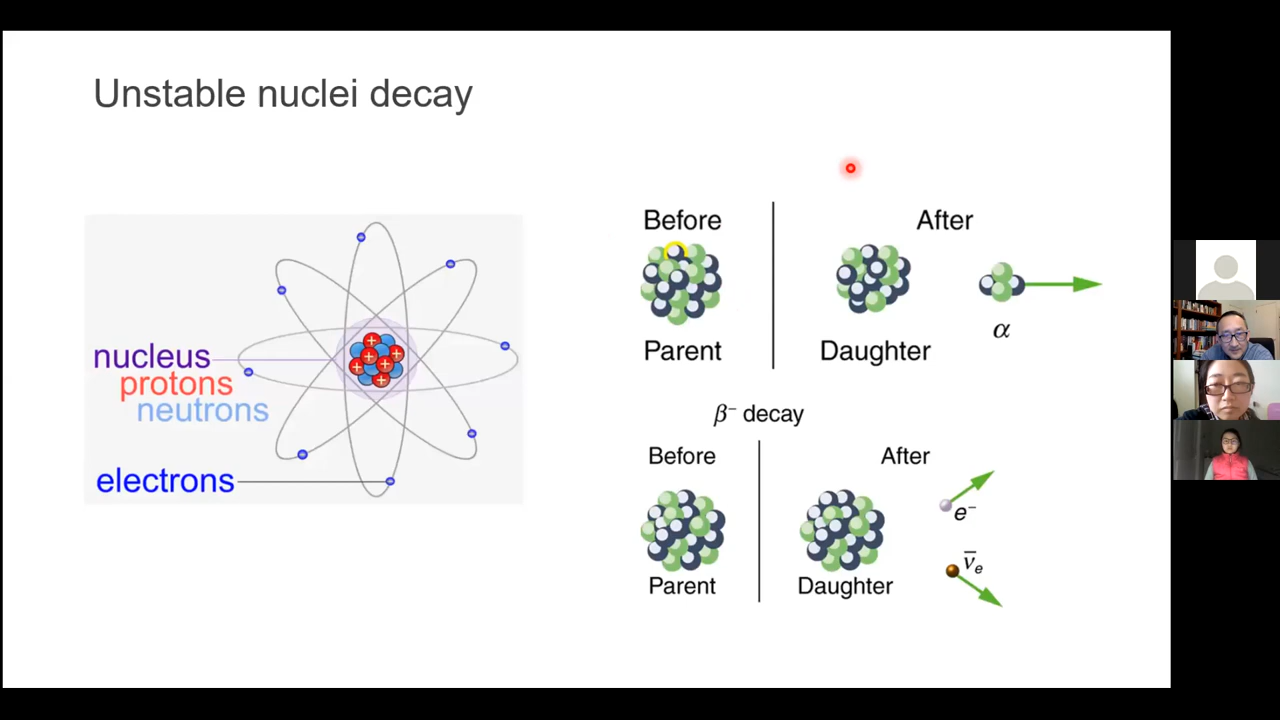 Unstable nuclei decay
nucleus
protons
neutrons
electrons
Before
After
Parent
Daughter
α
β⁻ decay
Before
After
e⁻
ν̅ₑ
Parent
Daughter